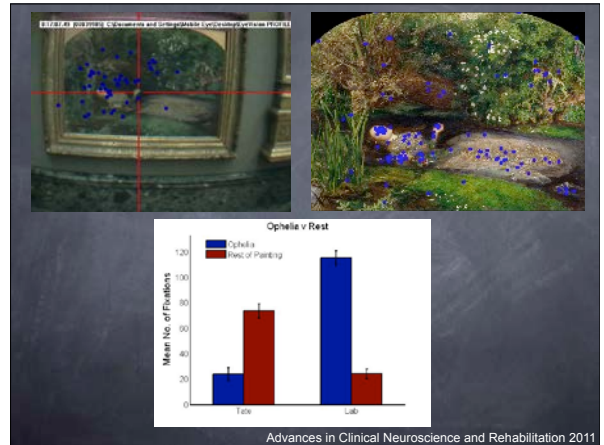 Ophelia v Rest
Ophelia
Rest of Painting
Mean No. of Fixations
120
100
80
60
40
20
0
Tate
Lab
Advances in Clinical Neuroscience and Rehabilitation 2011